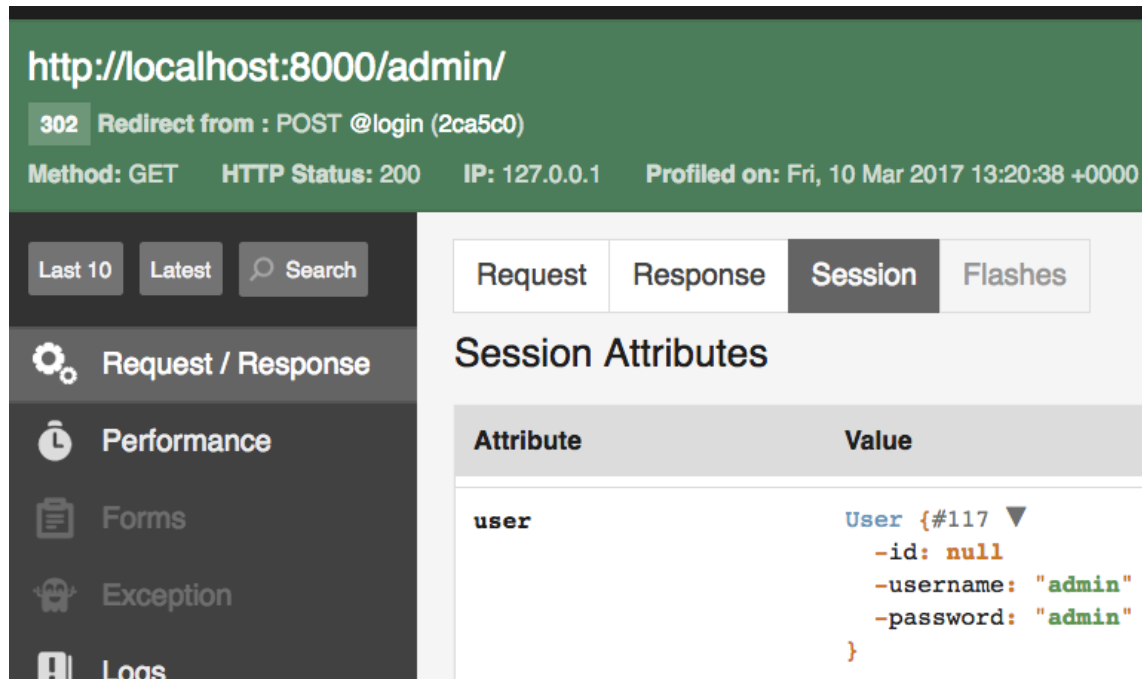 http://localhost:8000/admin/
302 Redirect from : POST @login (2ca5c0)
Method: GET HTTP Status: 200 IP: 127.0.0.1 Profiled on: Fri, 10 Mar 2017 13:20:38 +0000
Last 10 Latest Search
Request Response Session Flashes
Request / Response
Performance
Forms
Exception
Logs
Session Attributes
Attribute Value
user User {#117 ▼
-id: null
-username: "admin"
-password: "admin"
}